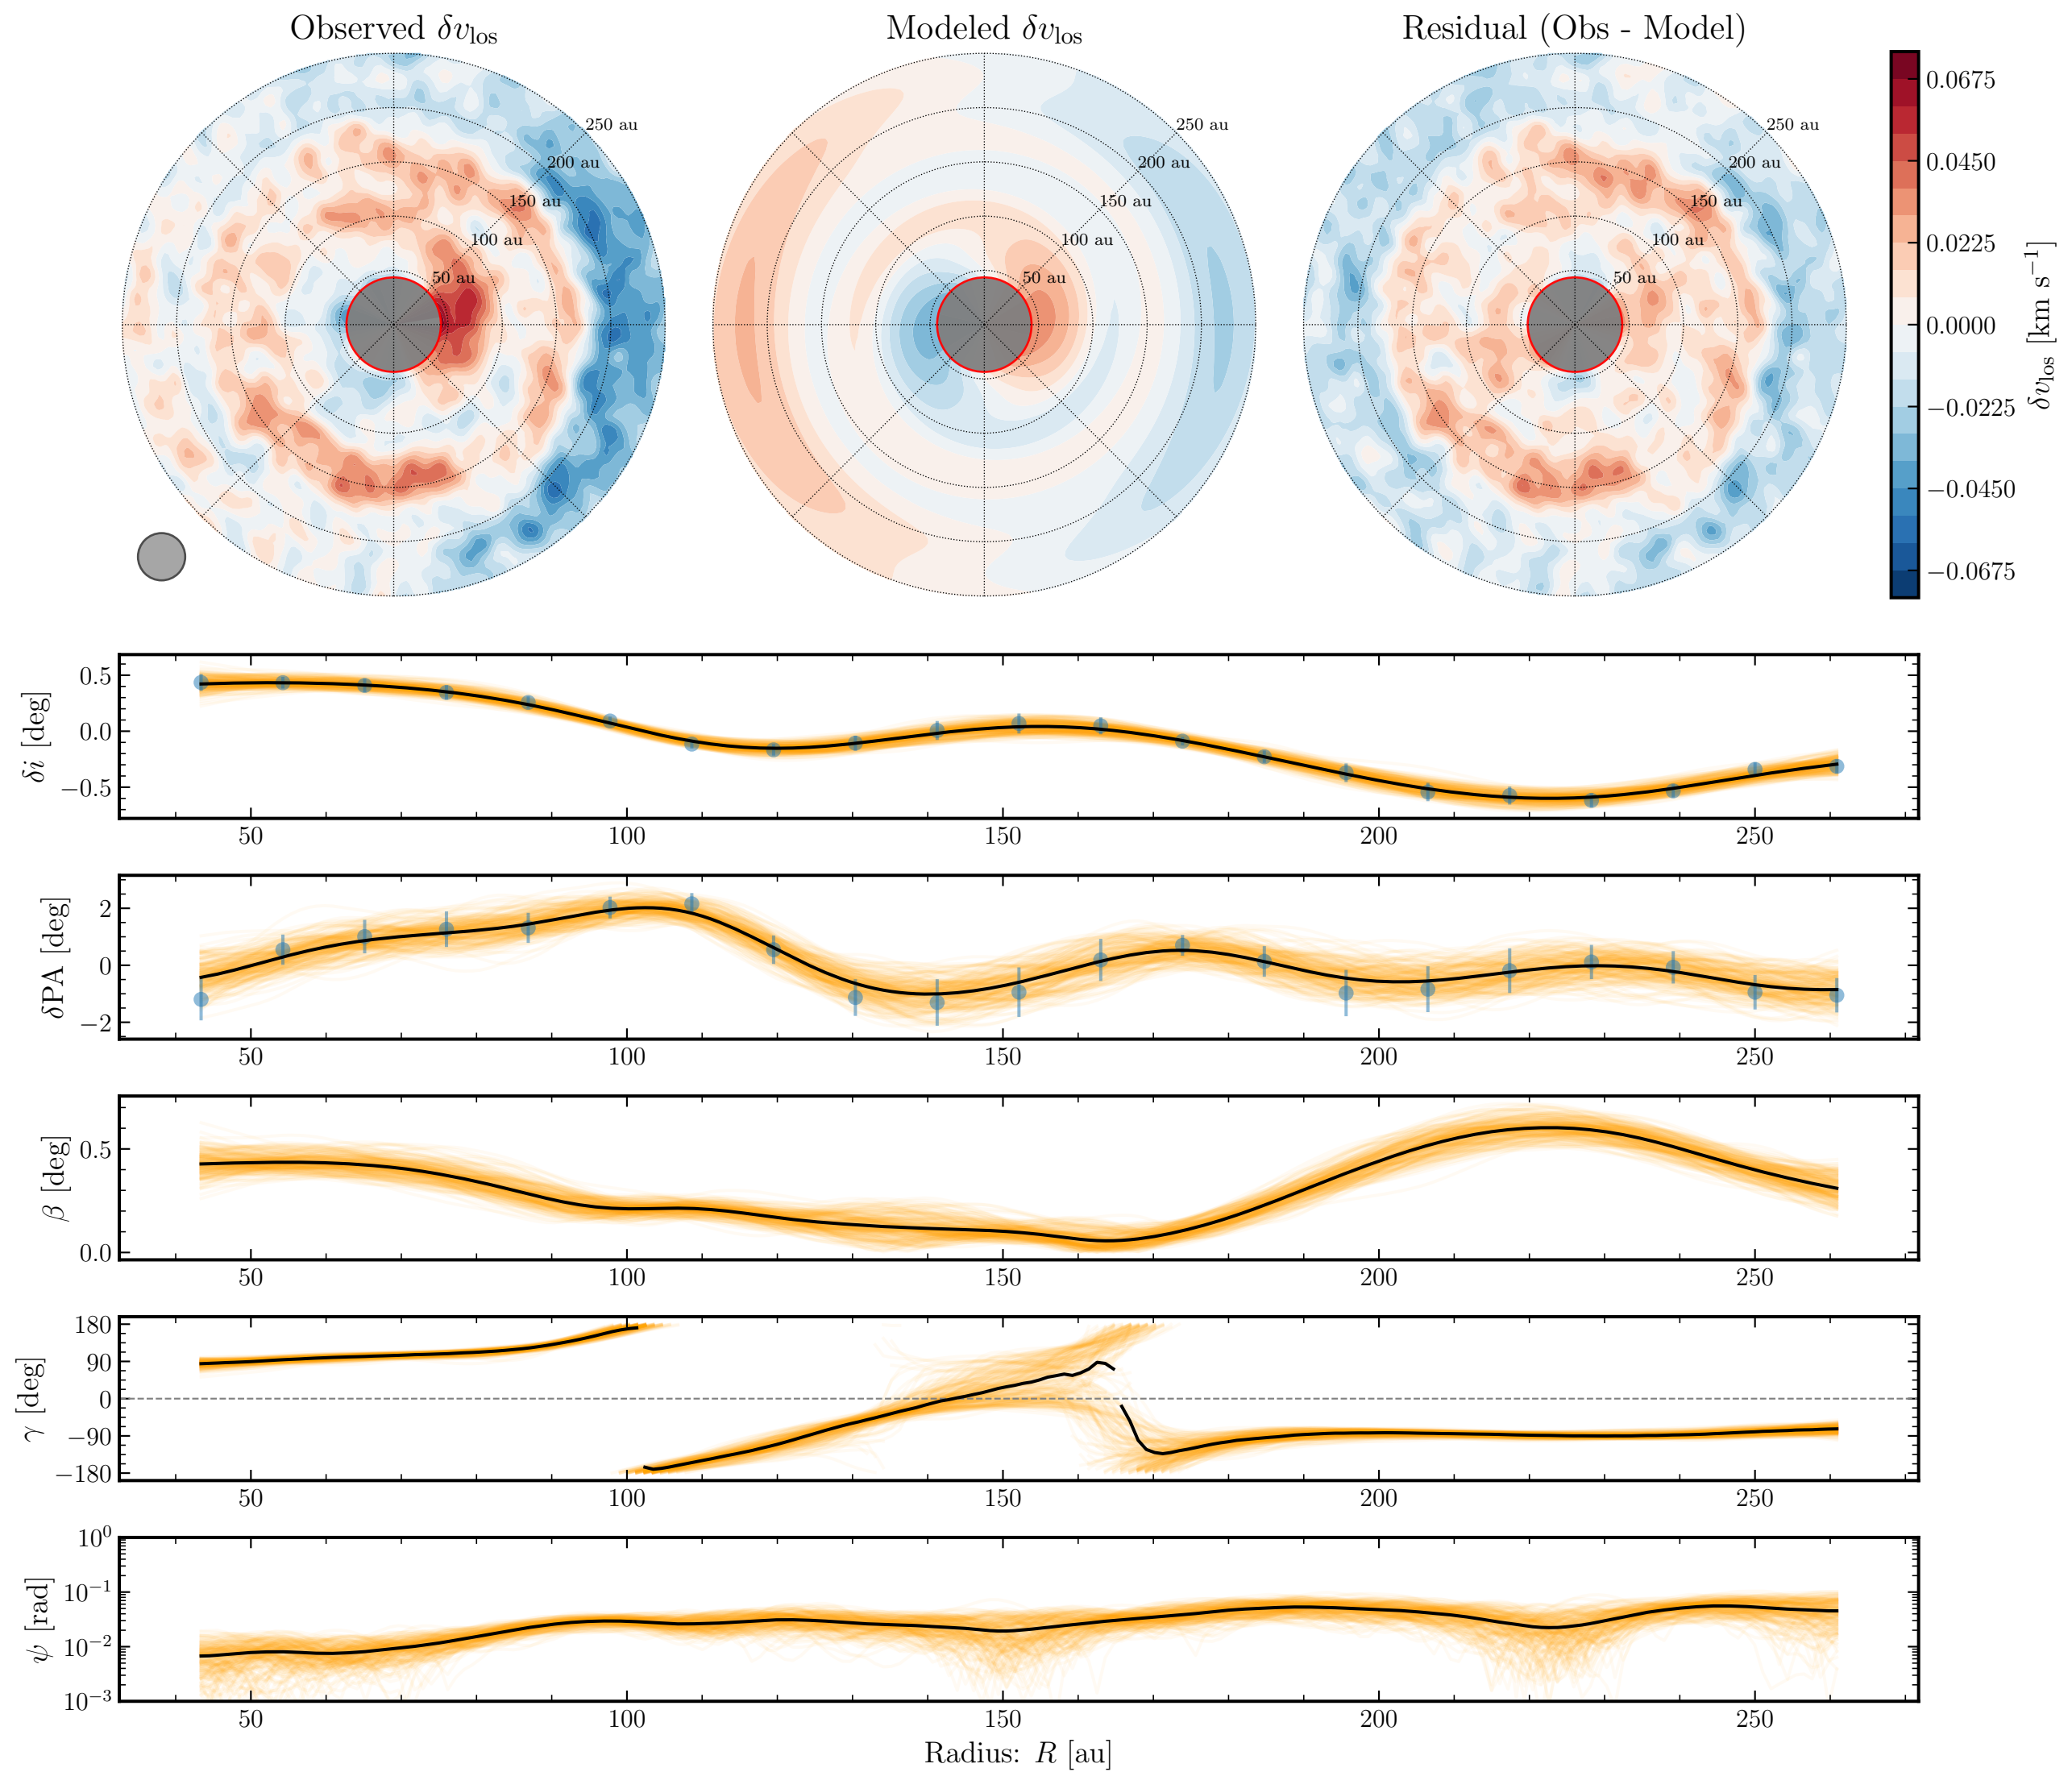 Observed δv_los
Modeled δv_los
Residual (Obs - Model)
250 au
200 au
150 au
100 au
50 au
250 au
200 au
150 au
100 au
50 au
250 au
200 au
150 au
100 au
50 au
0.0675
0.0450
0.0225
0.0000
−0.0225
−0.0450
−0.0675
δv_los [km s⁻¹]
δi [deg]
0.5
0.0
−0.5
50 100 150 200 250
δPA [deg]
2
0
−2
50 100 150 200 250
β [deg]
0.5
0.0
50 100 150 200 250
γ [deg]
180
90
0
−90
−180
50 100 150 200 250
ψ [rad]
10⁰
10⁻¹
10⁻²
10⁻³
50 100 150 200 250
Radius: R [au]